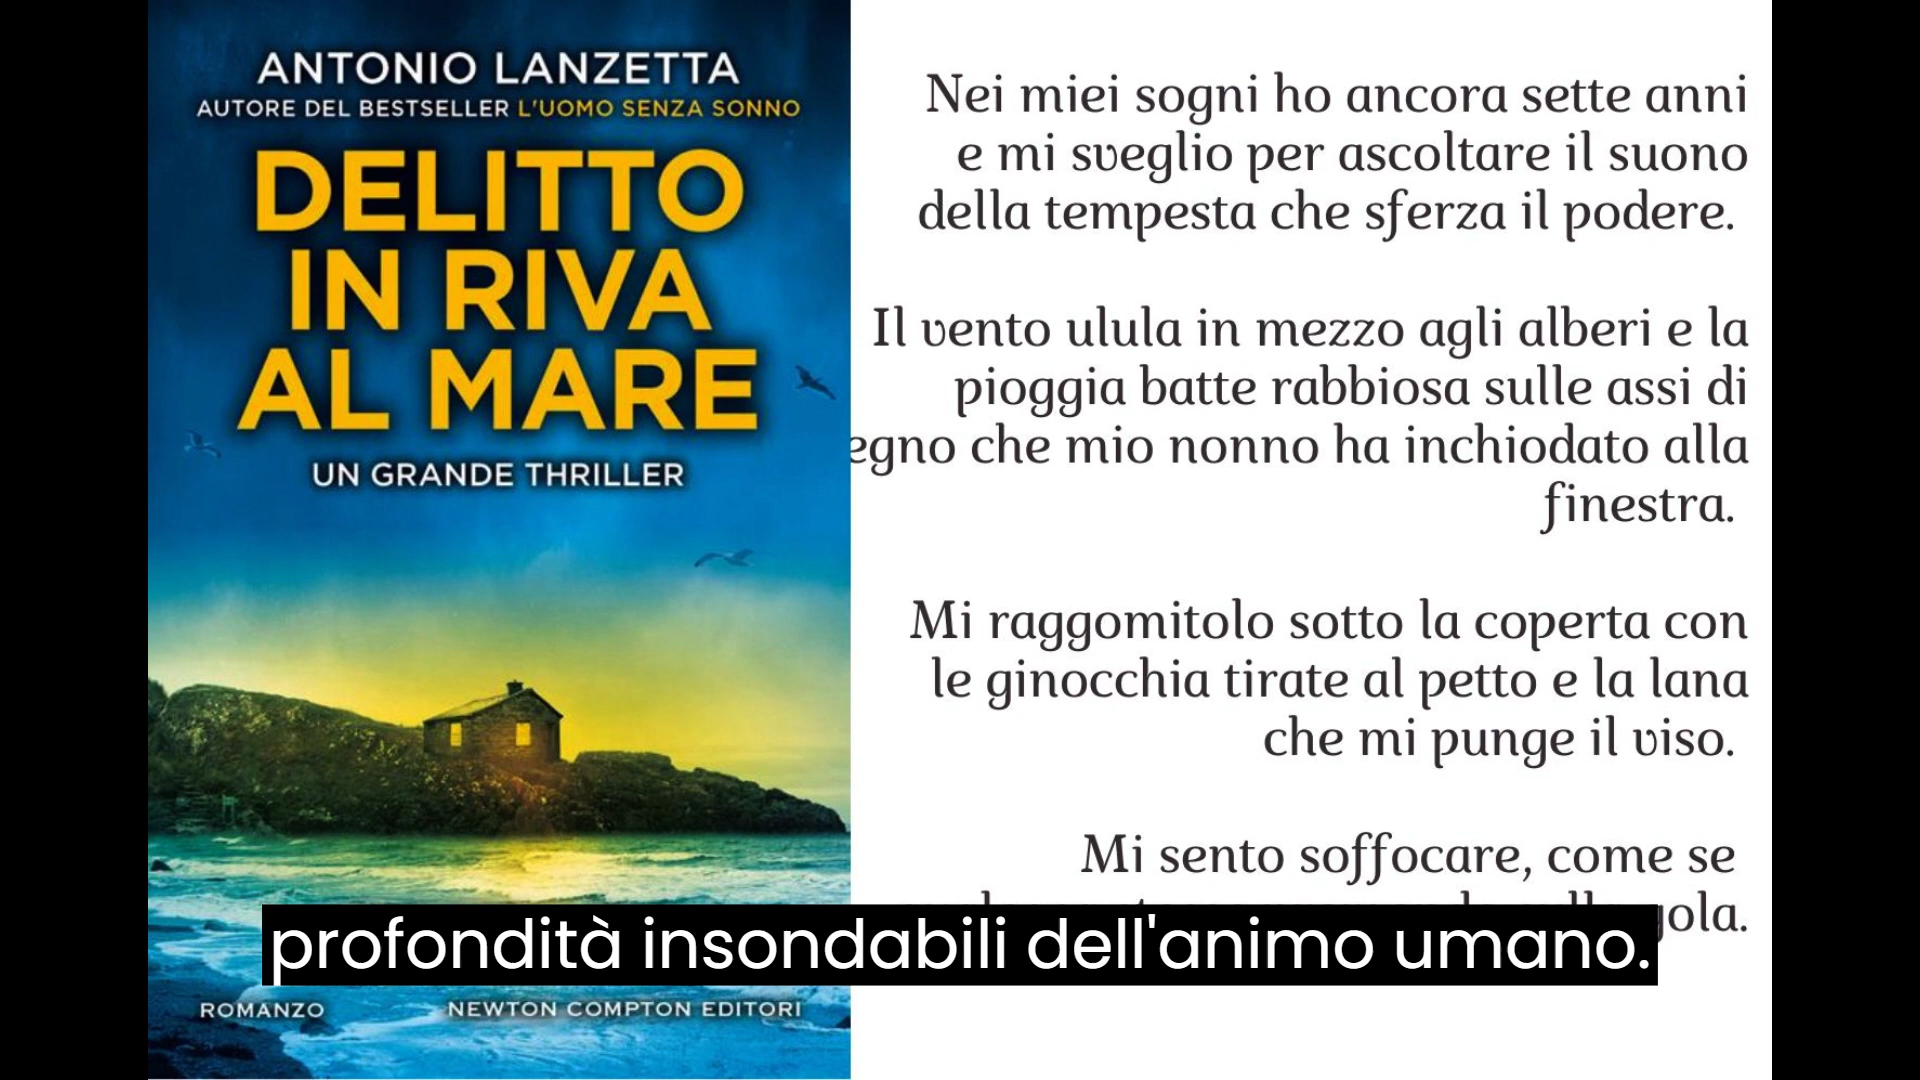 ANTONIO LANZETTA
AUTORE DEL BESTSELLER L'UOMO SENZA SONNO
DELITTO
IN RIVA
AL MARE
UN GRANDE THRILLER
ROMANZO
NEWTON COMPTON EDITORI
Nei miei sogni ho ancora sette anni
e mi sveglio per ascoltare il suono
della tempesta che sferza il podere.
Il vento ulula in mezzo agli alberi e la
pioggia batte rabbiosa sulle assi di
egno che mio nonno ha inchiodato alla
finestra.
Mi raggomitolo sotto la coperta con
le ginocchia tirate al petto e la lana
che mi punge il viso.
Mi sento soffocare, come se
profondità insondabili dell'animo umano.